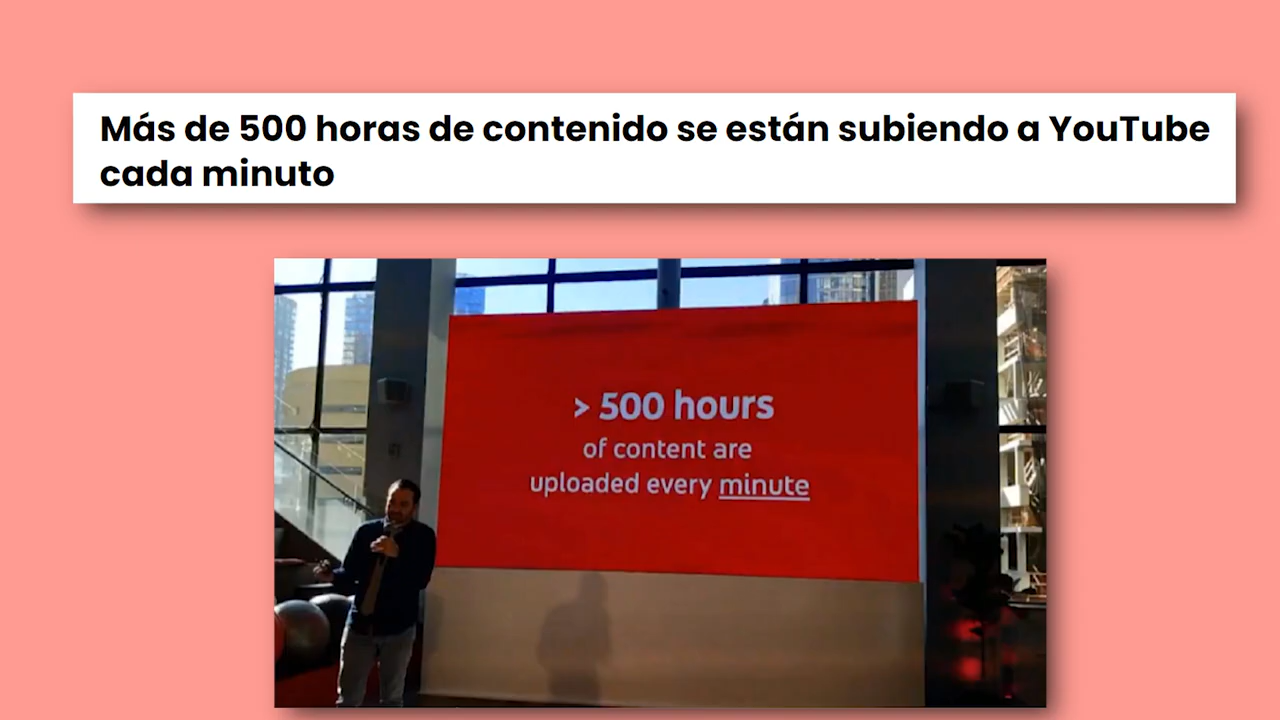 Más de 500 horas de contenido se están subiendo a YouTube
cada minuto
> 500 hours
of content are
uploaded every minute